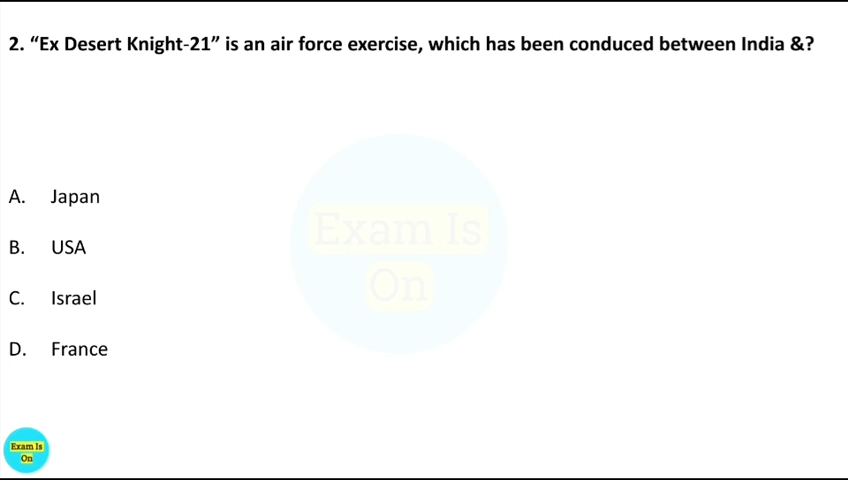 2. “Ex Desert Knight-21” is an air force exercise, which has been conduced between India &?
Exam Is
On
A. Japan
B. USA
C. Israel
D. France
Exam Is
On